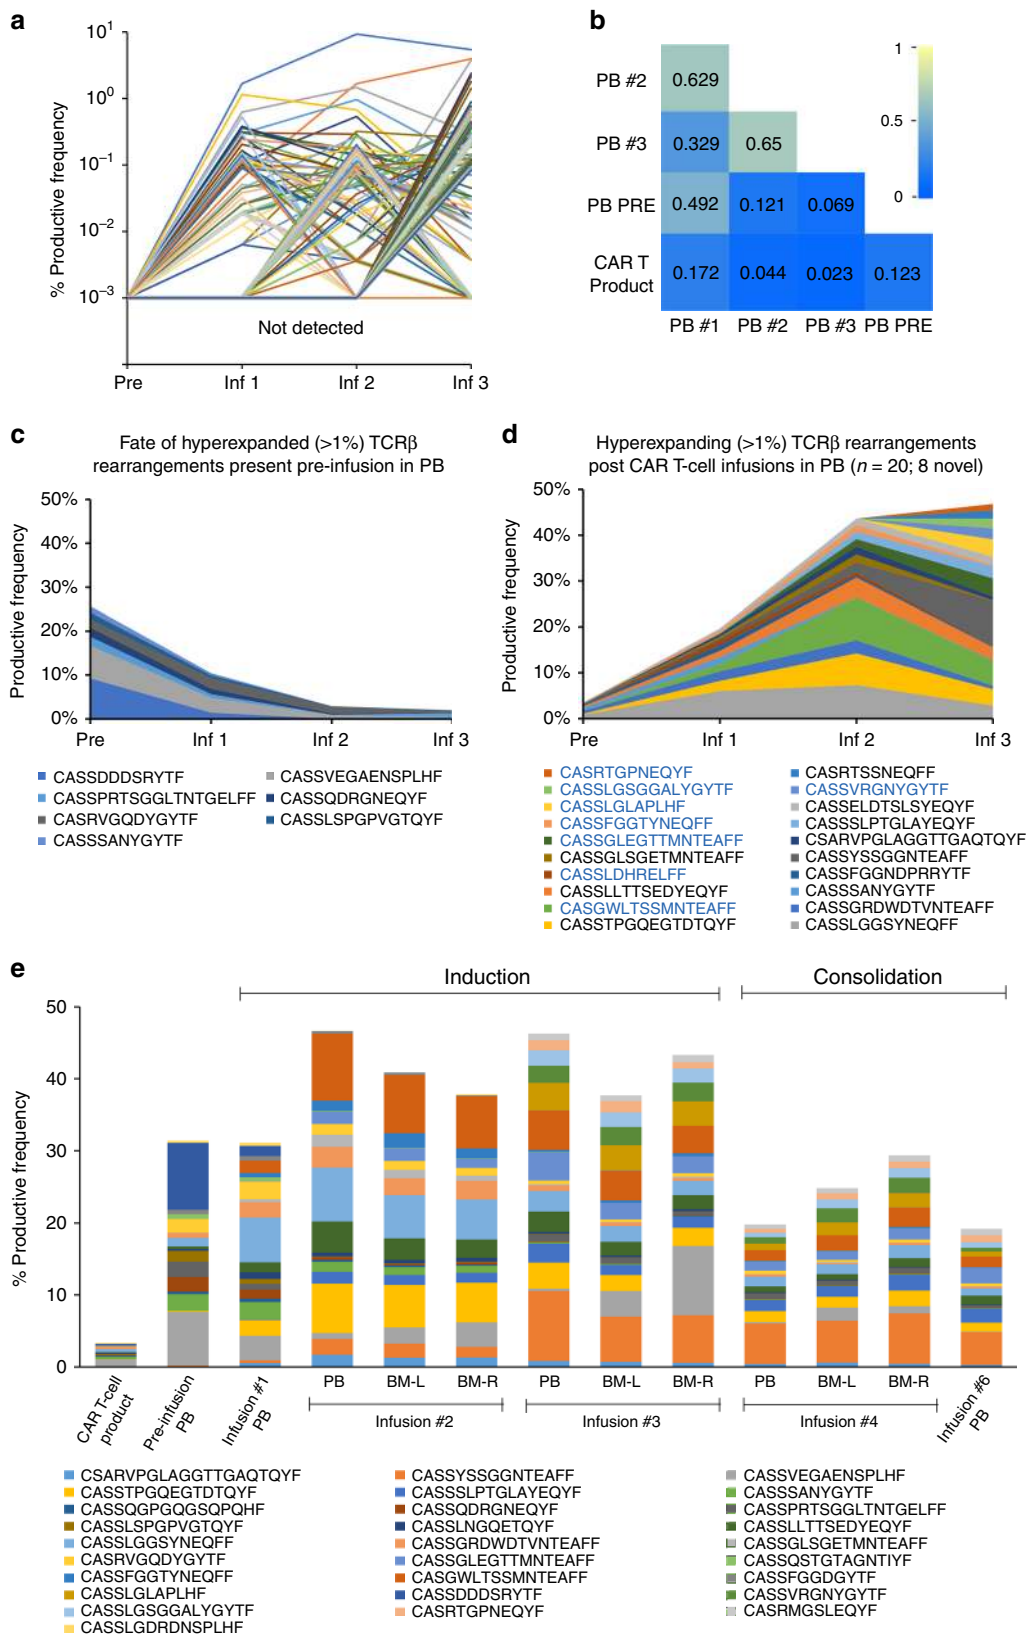 a
% Productive frequency
10¹
10⁰
10⁻¹
10⁻²
10⁻³
Not detected
Pre
Inf 1
Inf 2
Inf 3
b
PB #2
PB #3
PB PRE
CAR T
Product
0.629
0.329
0.65
0.492
0.121
0.069
0.172
0.044
0.023
0.123
PB #1
PB #2
PB #3
PB PRE
1
0.5
0
c
Fate of hyperexpanded (>1%) TCRβ
rearrangements present pre-infusion in PB
Productive frequency
50%
40%
30%
20%
10%
0%
Pre
Inf 1
Inf 2
Inf 3
CASSDDDSRYTF
CASSPRTSGGLTNTGELFF
CASRVGQDYGYTF
CASSSANYGYTF
CASSVEGAENSPLHF
CASSQDRGNEQYF
CASSLSPGPVGTQYF
d
Hyperexpanding (>1%) TCRβ rearrangements
post CAR T-cell infusions in PB (n = 20; 8 novel)
Productive frequency
50%
40%
30%
20%
10%
0%
Pre
Inf 1
Inf 2
Inf 3
CASRTGPNEQYF
CASSLGSGGALYGYTF
CASSLGLAPLHF
CASSFGGTYNEQFF
CASSGLEGTTMNTEAFF
CASSGLSGETMNTEAFF
CASSLDHRELFF
CASSLLTTSEDYEQYF
CASGWLTSSMNTEAFF
CASSTPGQEGTDTQYF
CASRTSSNEQFF
CASSVRGNYGYTF
CASSELDTSLSYEQYF
CASSSLPTGLAYEQYF
CSARVPGLAGGTTGAQTQYF
CASSYSSGGNTEAFF
CASSFGGNDPRRYTF
CASSSANYGYTF
CASSGRDWDTVNTEAFF
CASSLGGSYNEQFF
e
Induction
Consolidation
% Productive frequency
50
40
30
20
10
0
CAR T-cell
product
Pre-infusion
PB
Infusion #1
PB
PB
BM-L
BM-R
Infusion #2
PB
BM-L
BM-R
Infusion #3
PB
BM-L
BM-R
Infusion #4
Infusion #6
PB
CSARVPGLAGGTTGAQTQYF
CASSTPGQEGTDTQYF
CASSQGPGQGSQPQHF
CASSLSPGPVGTQYF
CASSLGGSYNEQFF
CASRVGQDYGYTF
CASSFGGTYNEQFF
CASSLGLAPLHF
CASSLGSGGALYGYTF
CASSLGDRDNSPLHF
CASSYSSGGNTEAFF
CASSSLPTGLAYEQYF
CASSQDRGNEQYF
CASSLNGQETQYF
CASSGRDWDTVNTEAFF
CASSGLEGTTMNTEAFF
CASGWLTSSMNTEAFF
CASSDDDSRYTF
CASRTGPNEQYF
CASSVEGAENSPLHF
CASSSANYGYTF
CASSPRTSGGLTNTGELFF
CASSLLTTSEDYEQYF
CASSGLSGETMNTEAFF
CASSQSTGTAGNTIYF
CASSFGGDGYTF
CASSVRGNYGYTF
CASRMGSLEQYF